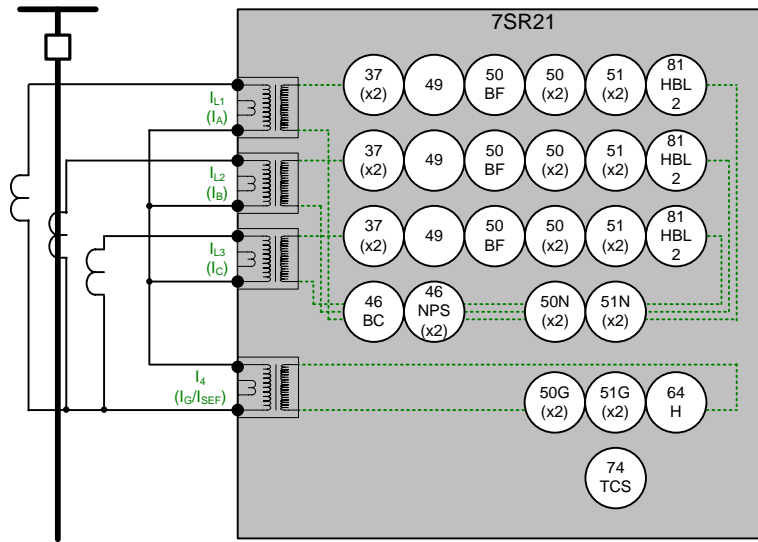 7SR21
IL1
(IA)
37
(x2)
49
50
BF
50
(x2)
51
(x2)
81
HBL
2
IL2
(IB)
37
(x2)
49
50
BF
50
(x2)
51
(x2)
81
HBL
2
IL3
(IC)
37
(x2)
49
50
BF
50
(x2)
51
(x2)
81
HBL
2
46
BC
46
NPS
(x2)
50N
(x2)
51N
(x2)
I4
(IG/ISEF)
50G
(x2)
51G
(x2)
64
H
74
TCS